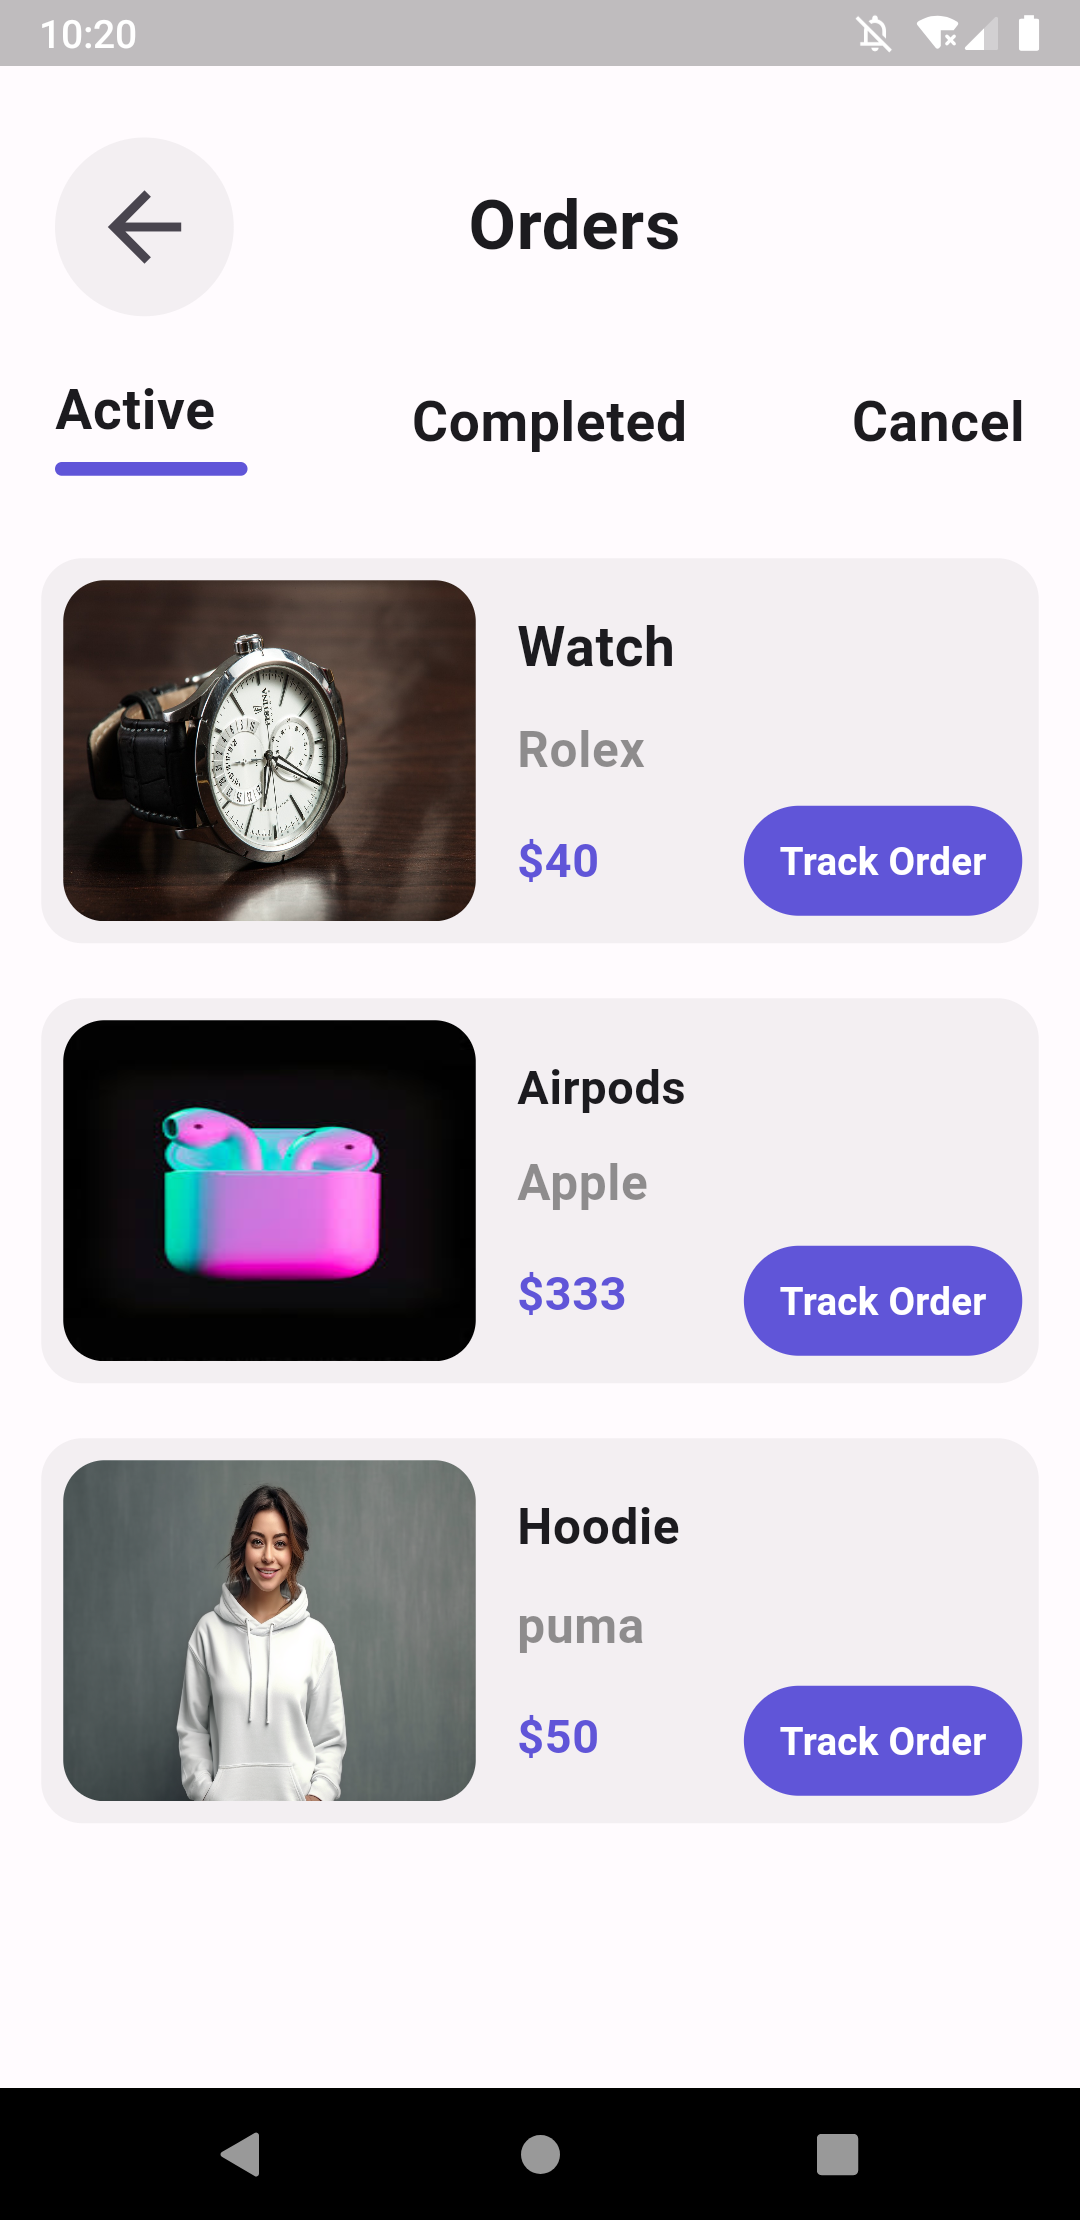 10:20
Orders
Active
Completed
Cancel
Watch
Rolex
$40
Track Order
Airpods
Apple
$333
Track Order
Hoodie
puma
$50
Track Order